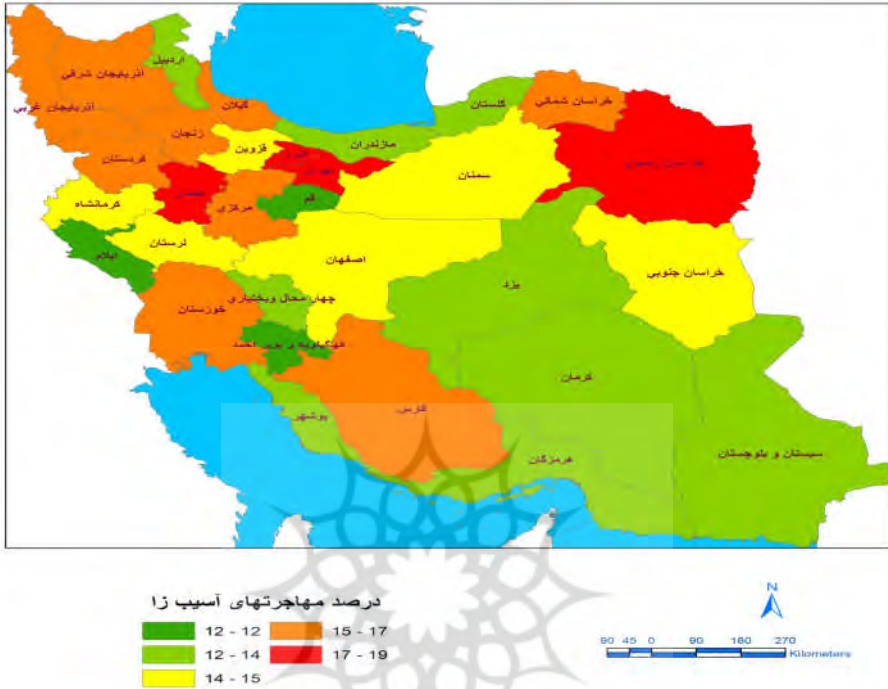 اردبیل
آذربایجان شرقی
آذربایجان غربی
گیلان
زنجان
کردستان
قزوین
مازندران
گلستان
خراسان شمالی
سمنان
قم
مرکزی
کرمانشاه
لرستان
ایلام
اصفهان
خراسان جنوبی
یزد
چهار محال وبختیاری
خوزستان
کهگیلویه و بویر احمد
کرمان
فارس
بوشهر
هرمزگان
سیستان و بلوچستان
درصد مهاجرتهای آسیب زا
12 - 12
15 - 17
12 - 14
17 - 19
14 - 15
N
90 45 0 90 180 270
Kilometers